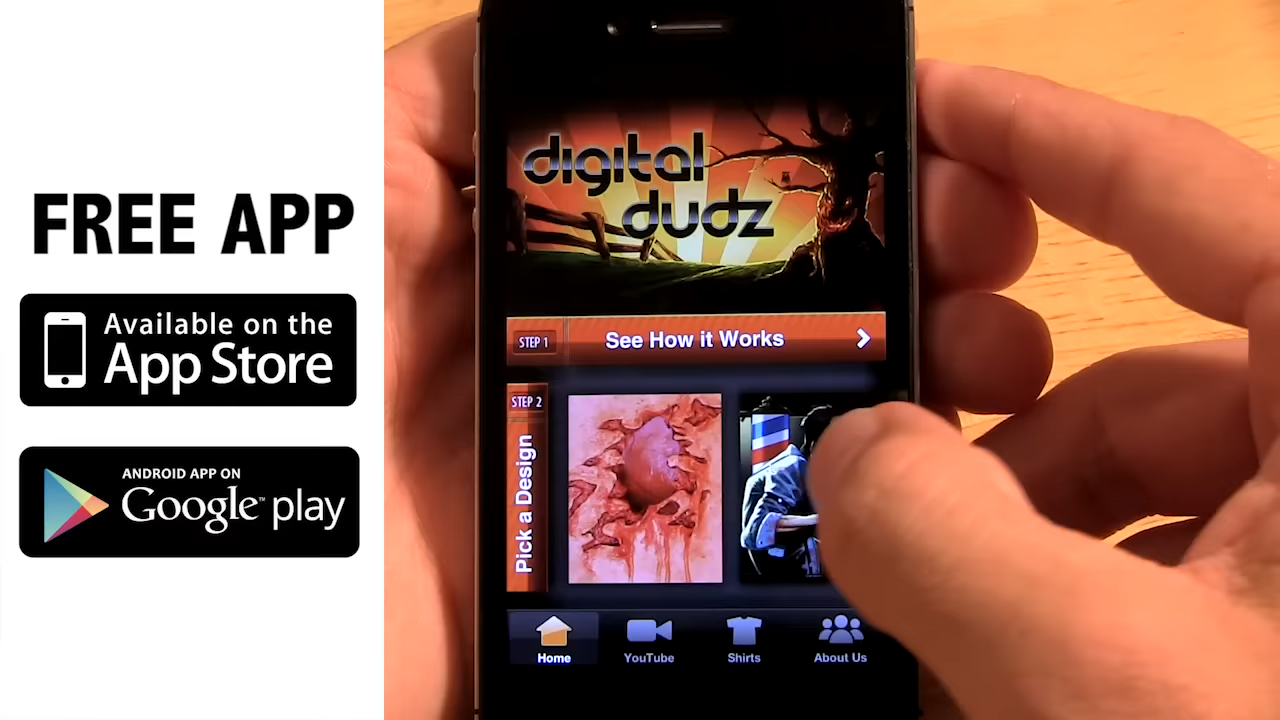 FREE APP
Available on the
App Store
ANDROID APP ON
Google™ play
digital
dudz
STEP 1
See How it Works
STEP 2
Pick a Design
Home
YouTube
Shirts
About Us